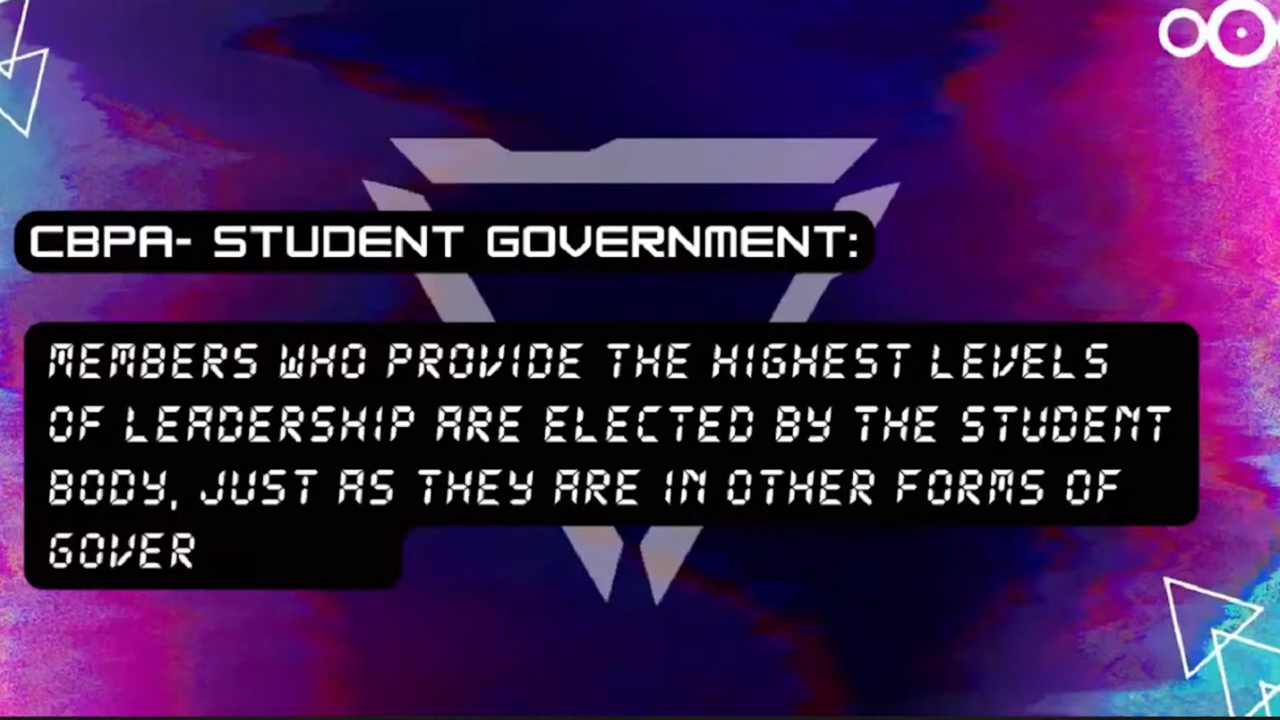 CBPA- STUDENT GOVERNMENT:
MEMBERS WHO PROVIDE THE HIGHEST LEVELS
OF LEADERSHIP ARE ELECTED BY THE STUDENT
BODY, JUST AS THEY ARE IN OTHER FORMS OF
GOVER